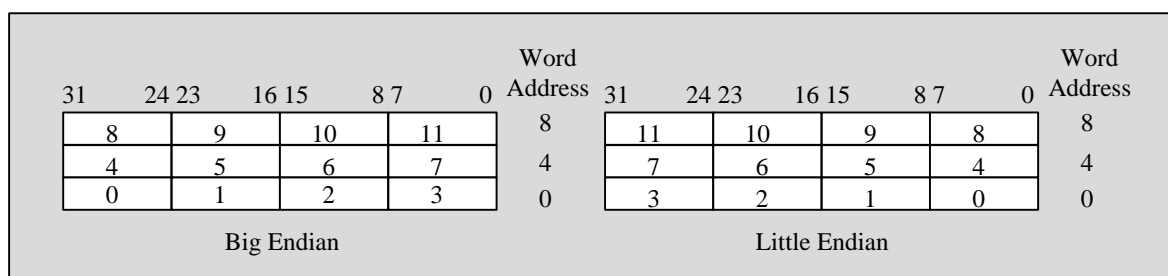 Word Address Word Address
31 24 23 16 15 8 7 0 31 24 23 16 15 8 7 0
8 9 10 11 8 11 10 9 8 8
4 5 6 7 4 7 6 5 4 4
0 1 2 3 0 3 2 1 0 0
Big Endian Little Endian